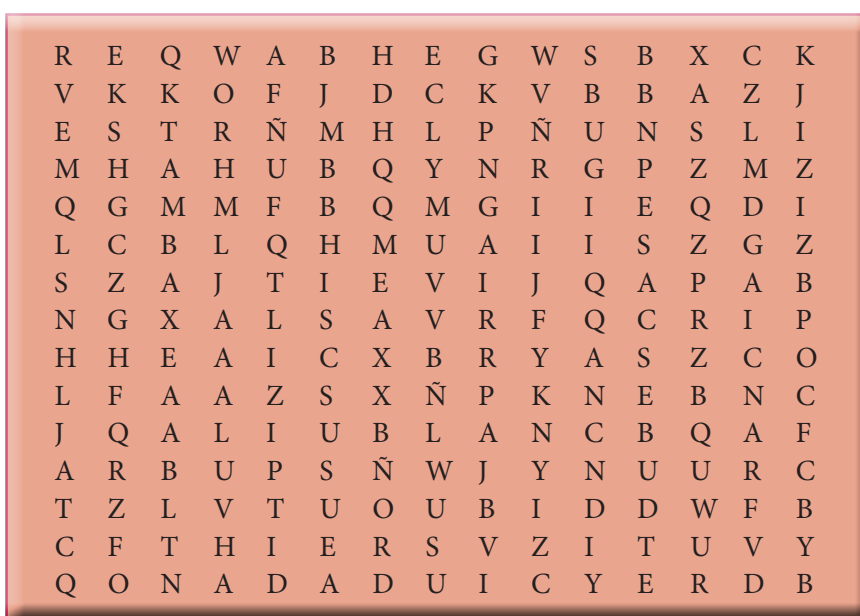 R E Q W A B H E G W S B X C K
V K K O F J D C K V B B A Z J
E S T R Ñ M H L P Ñ U N S L I
M H A H U B Q Y N R G P Z M Z
Q G M M F B Q M G I I E Q D I
L C B L Q H M U A I I S Z G Z
S Z A J T I E V I J Q A P A B
N G X A L S A V R F Q C R I P
H H E A I C X B R Y A S Z C O
L F A A Z S X Ñ P K N E B N C
J Q A L I U B L A N C B Q A F
A R B U P S Ñ W J Y N U U R C
T Z L V T U O U B I D D W F B
C F T H I E R S V Z I T U V Y
Q O N A D A D U I C Y E R D B